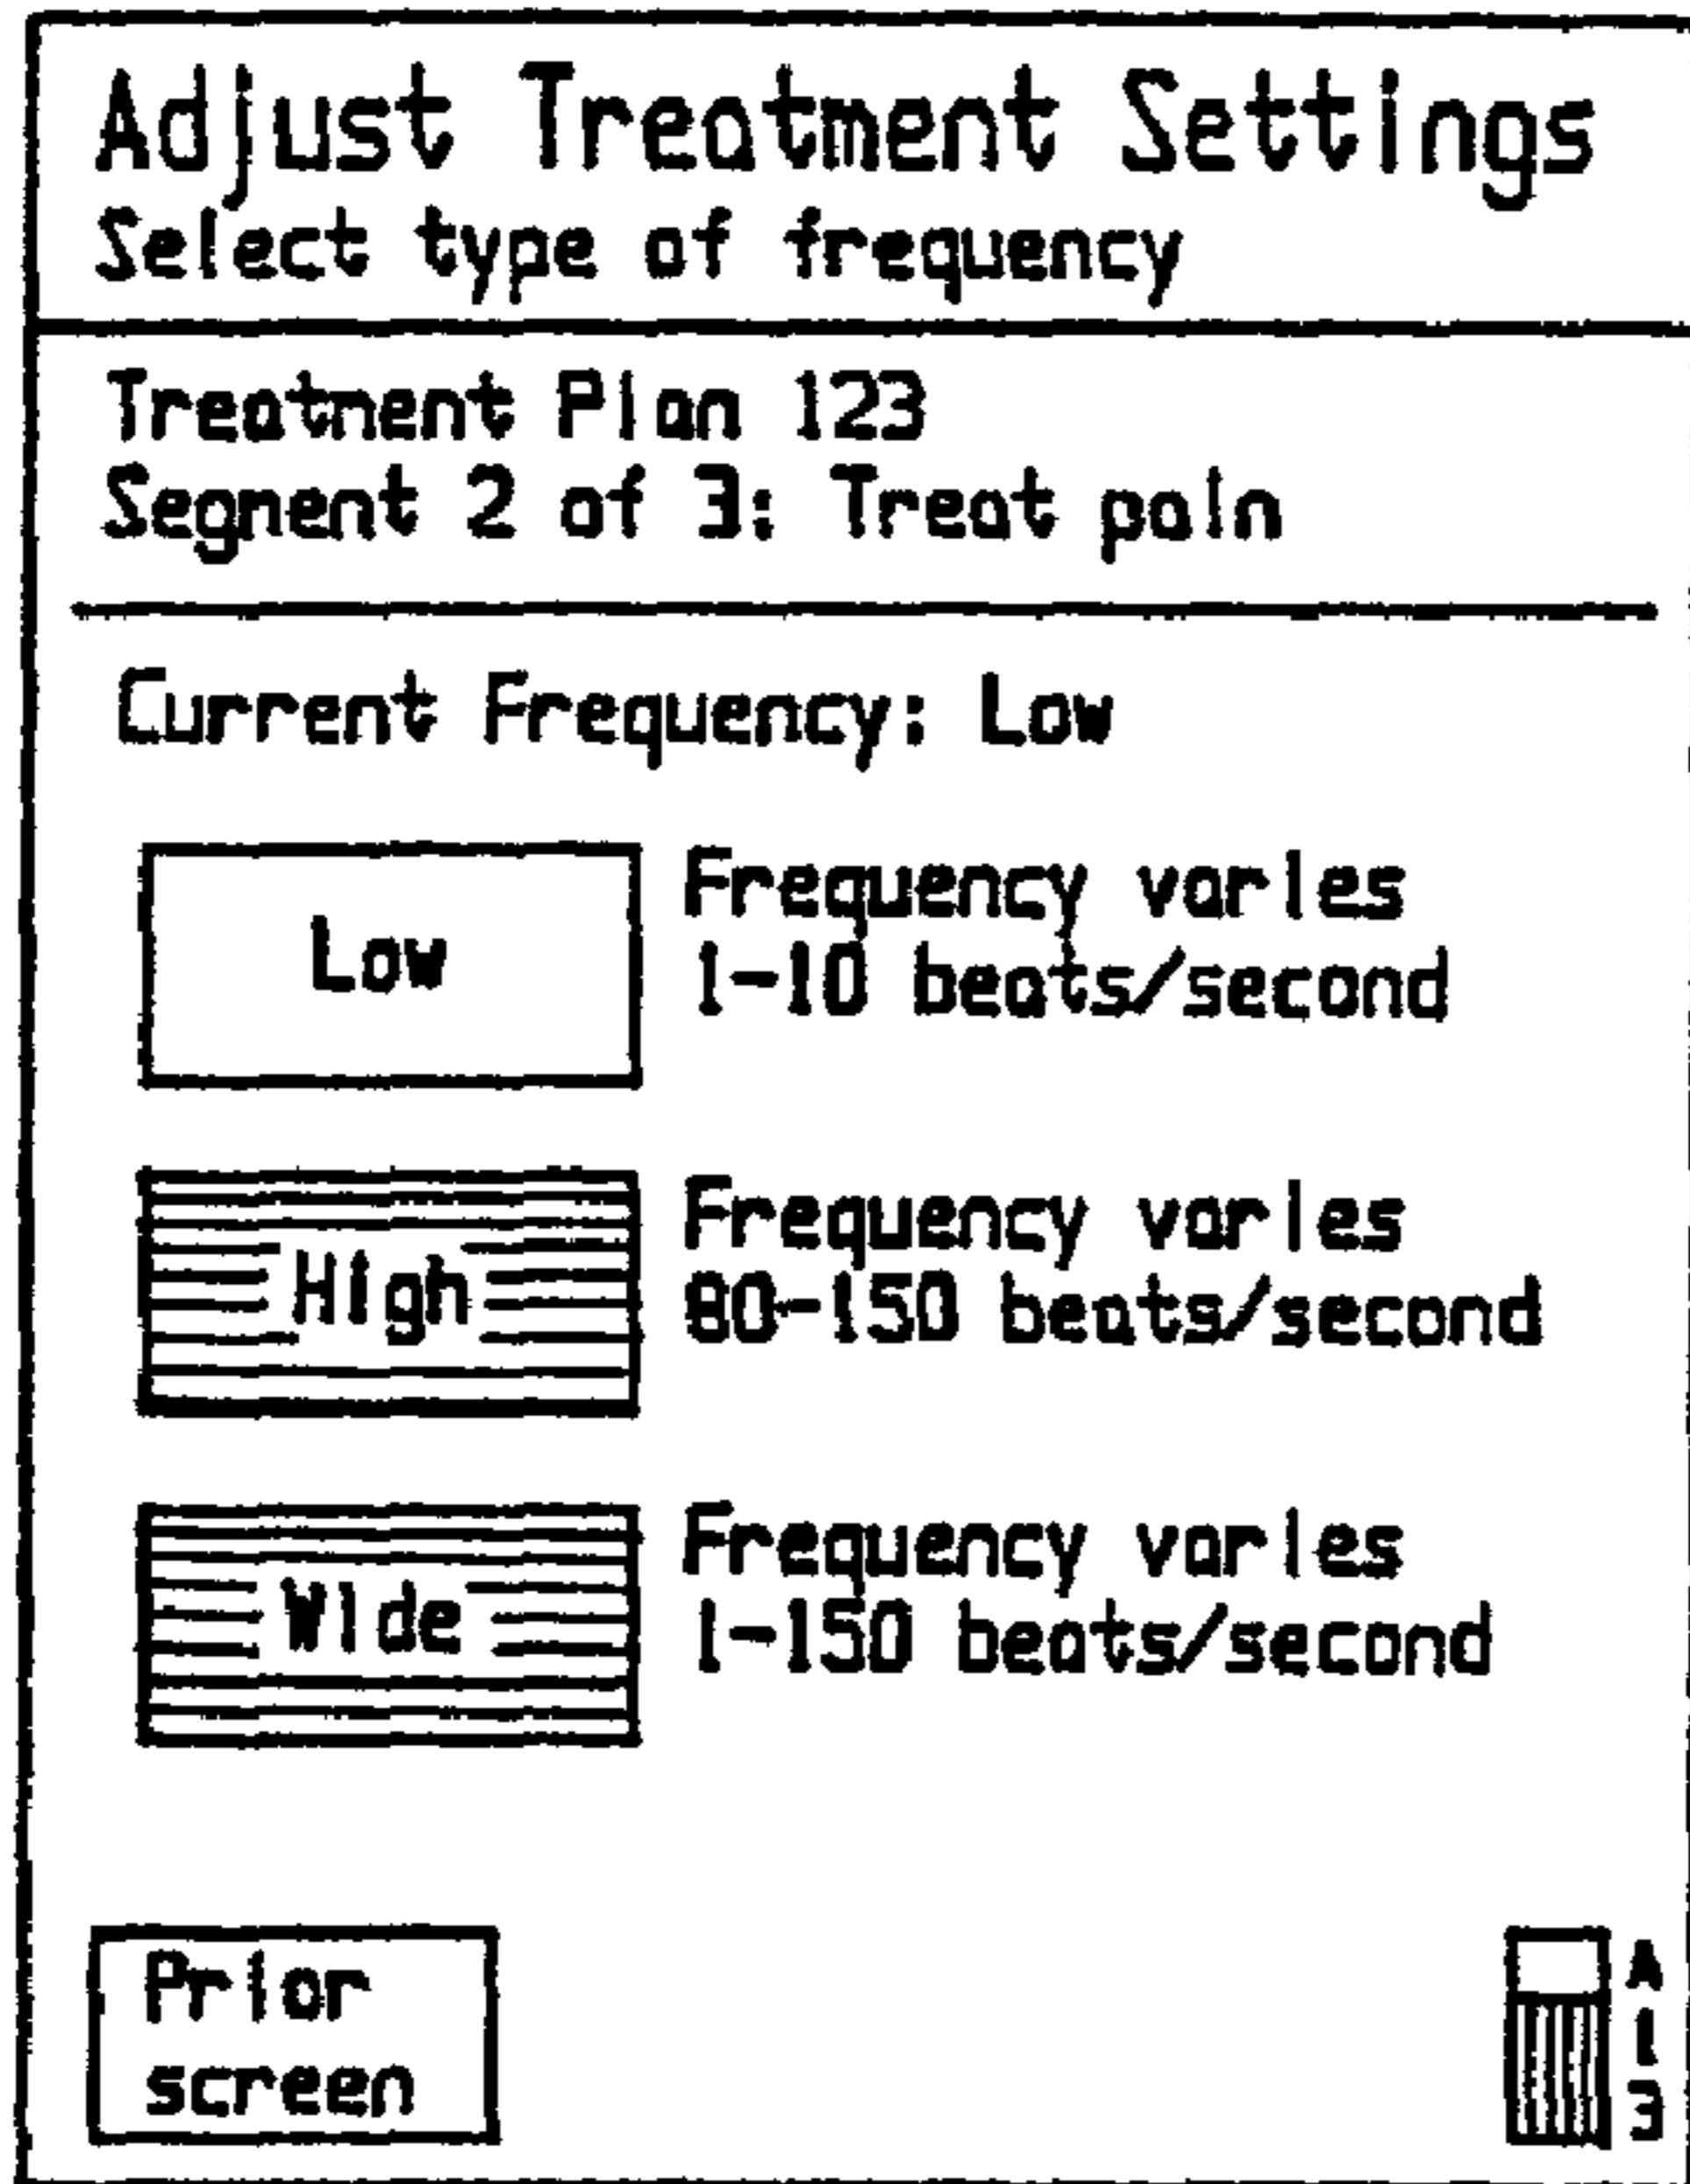 Adjust Treatment Settings
Select type of frequency
Treatment Plan 123
Segment 2 of 3: Treat pain
Current Frequency: Low
Low
Frequency varies
1-10 beats/second
High
Frequency varies
80-150 beats/second
Wide
Frequency varies
1-150 beats/second
Prior
screen
A
1
3